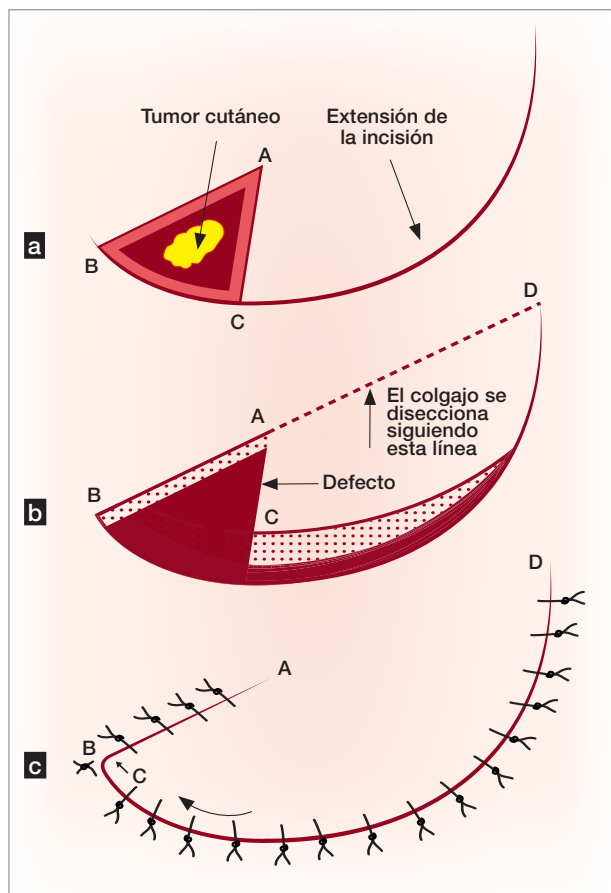 Tumor cutáneo
Extensión de
la incisión
A
a
B
C
D
El colgajo se
disecciona
siguiendo
esta línea
A
Defecto
B
C
b
D
A
B
C
c